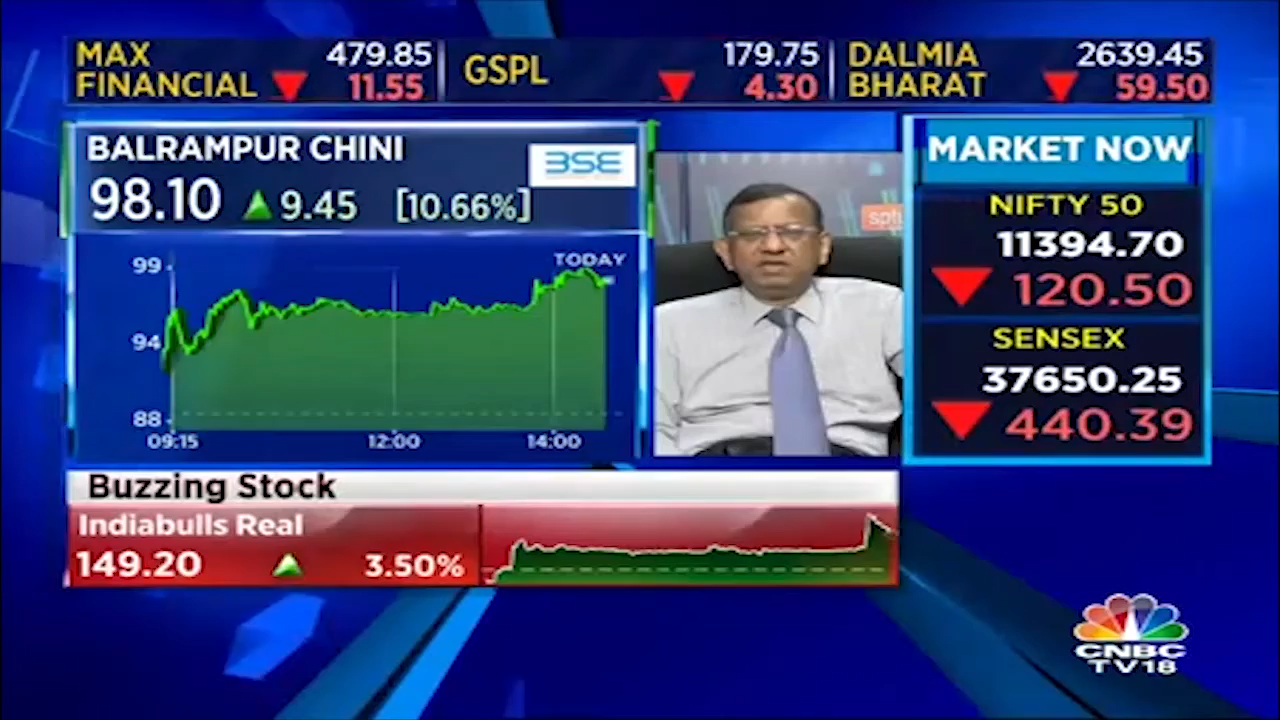 MAX FINANCIAL 479.85 11.55
GSPL 179.75 4.30
DALMIA BHARAT 2639.45 59.50
BALRAMPUR CHINI
BSE
98.10 9.45 [10.66%]
TODAY
99
94
88
09:15 12:00 14:00
MARKET NOW
NIFTY 50
11394.70
120.50
SENSEX
37650.25
440.39
Buzzing Stock
Indiabulls Real
149.20 3.50%
CNBC
TV18